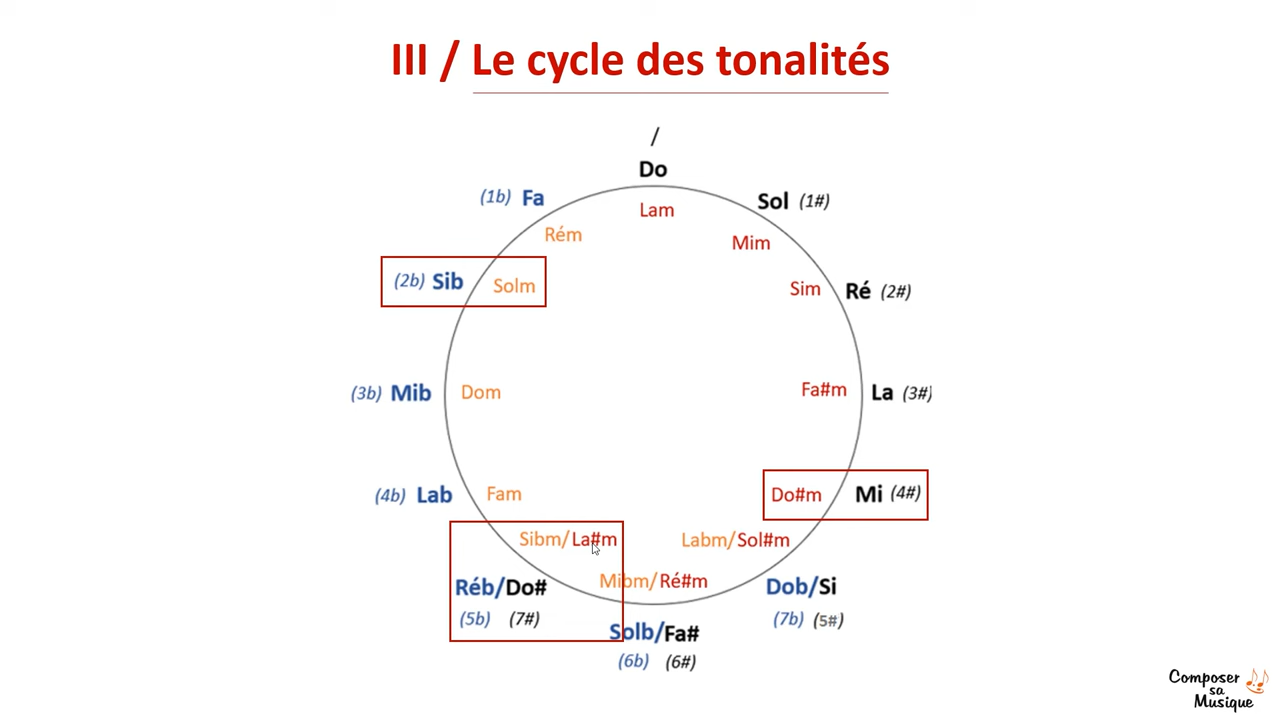 III / Le cycle des tonalités
/
Do
Lam
(1b) Fa
Rém
Sol (1#)
Mim
(2b) Sib Solm
Sim Ré (2#)
(3b) Mib Dom
Fa#m La (3#)
(4b) Lab Fam
Do#m Mi (4#)
Sibm/La#m
Labm/Sol#m
Mibm/Ré#m
Réb/Do#
(5b) (7#)
Dob/Si
(7b) (5#)
Solb/Fa#
(6b) (6#)
Composer
sa
Musique